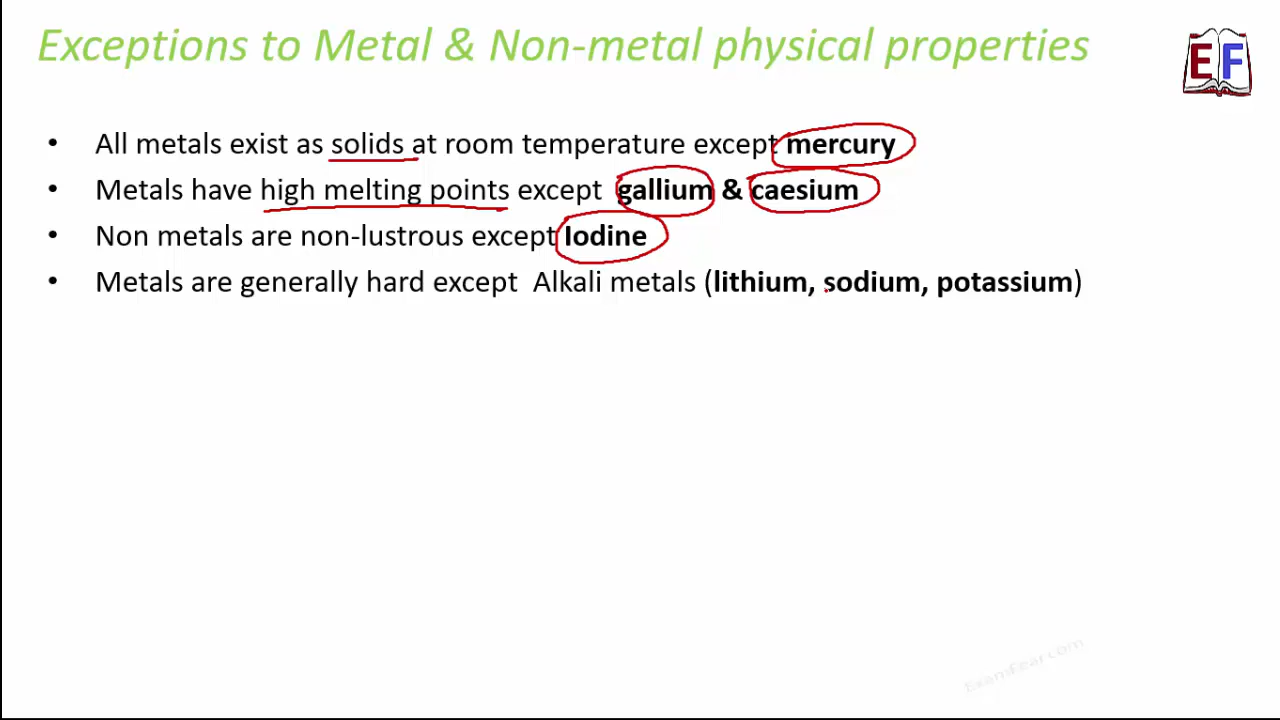 Exceptions to Metal & Non-metal physical properties
EF
• All metals exist as solids at room temperature except mercury
• Metals have high melting points except gallium & caesium
• Non metals are non-lustrous except Iodine
• Metals are generally hard except Alkali metals (lithium, sodium, potassium)
ExamFear.com